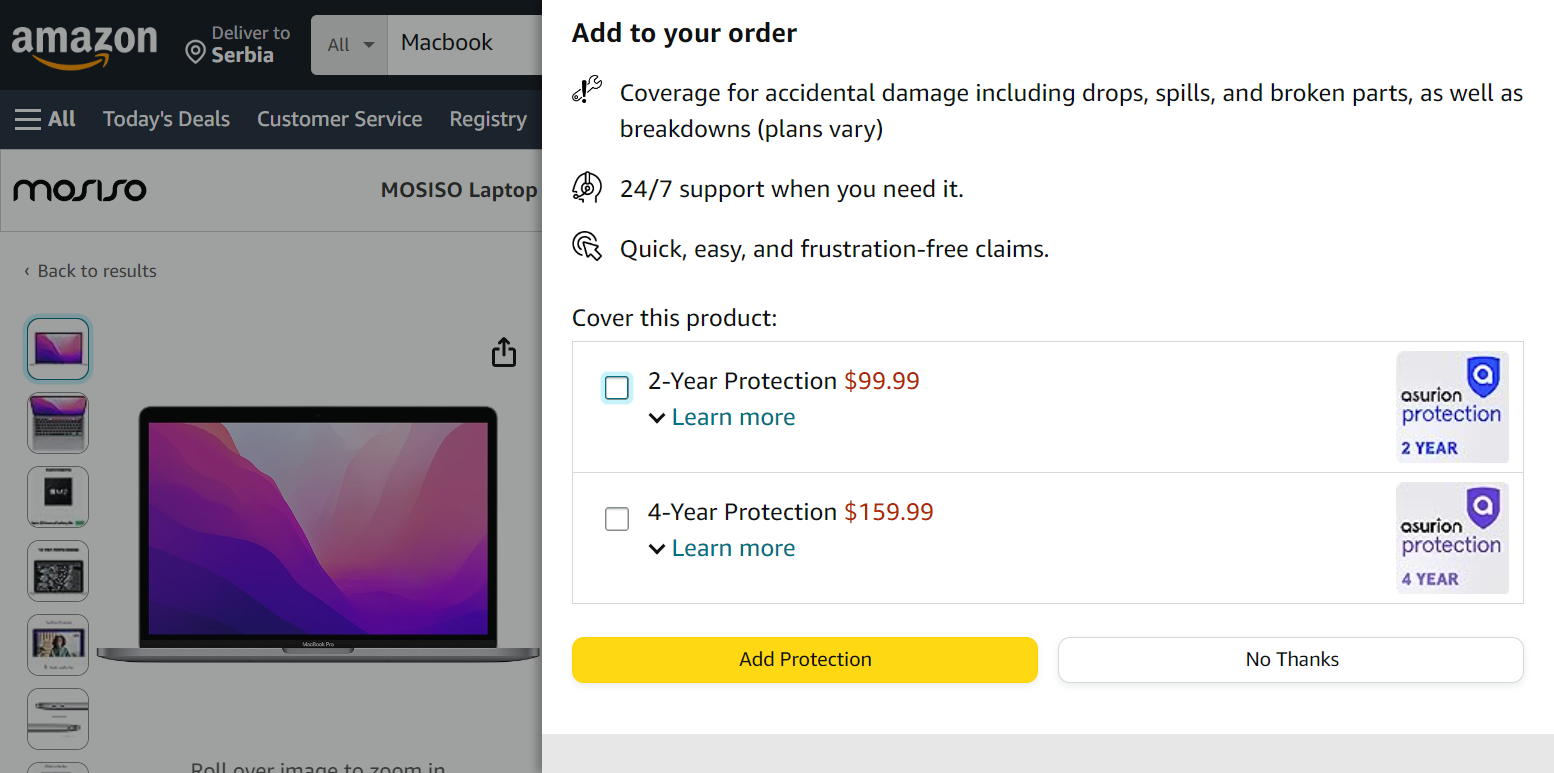 amazon
Deliver to
Serbia
All
Macbook
All
Today's Deals
Customer Service
Registry
mosiso
MOSISO Laptop
‹ Back to results
M2
MacBook Pro
Roll over image to zoom in
Add to your order
Coverage for accidental damage including drops, spills, and broken parts, as well as
breakdowns (plans vary)
24/7 support when you need it.
Quick, easy, and frustration-free claims.
Cover this product:
2-Year Protection $99.99
Learn more
asurion
protection
2 YEAR
4-Year Protection $159.99
Learn more
asurion
protection
4 YEAR
Add Protection
No Thanks